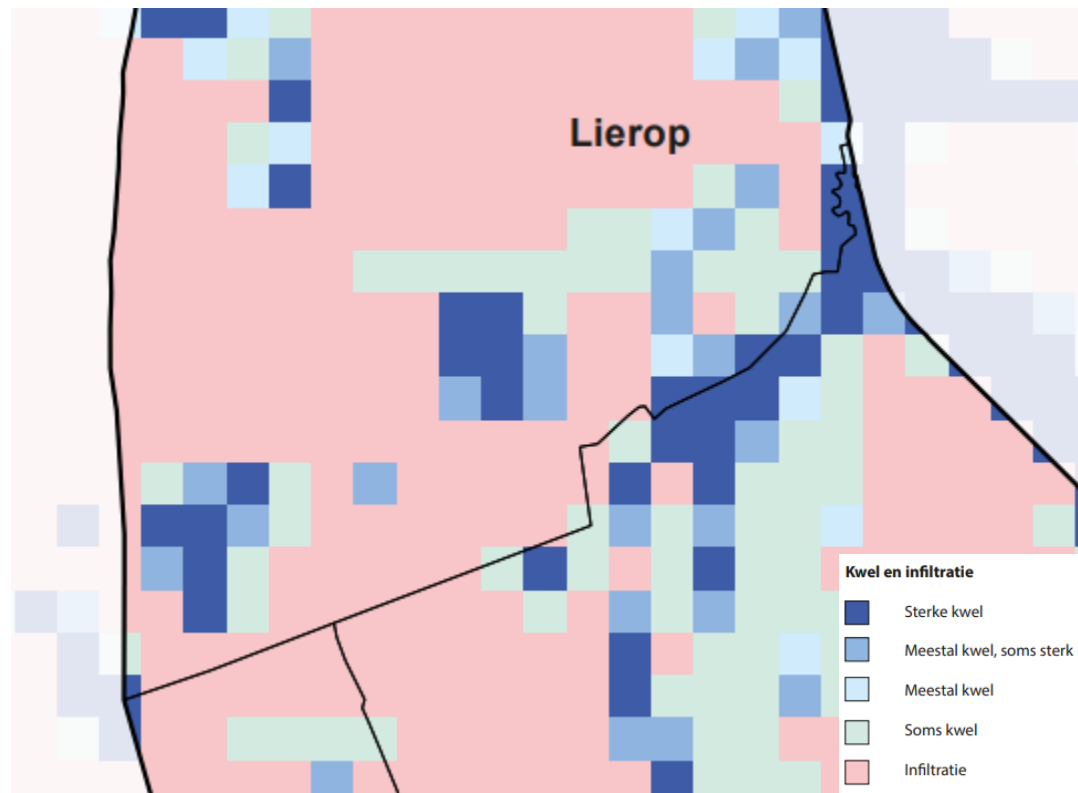 Lierop
Kwel en infiltratie
Sterke kwel
Meestal kwel, soms sterk
Meestal kwel
Soms kwel
Infiltratie